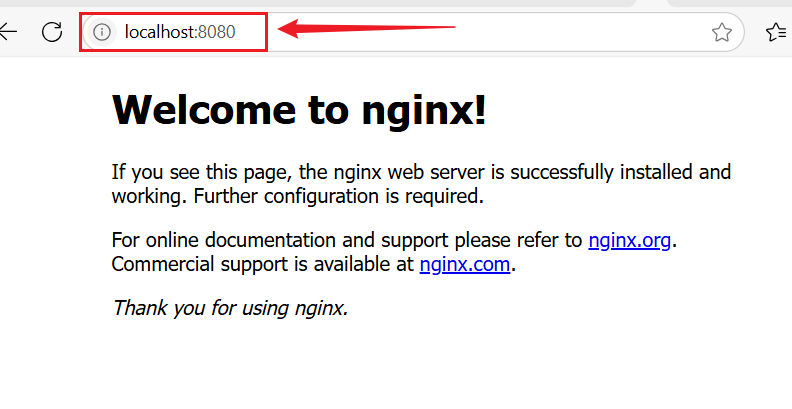 localhost:8080
Welcome to nginx!
If you see this page, the nginx web server is successfully installed and
working. Further configuration is required.
For online documentation and support please refer to nginx.org.
Commercial support is available at nginx.com.
Thank you for using nginx.